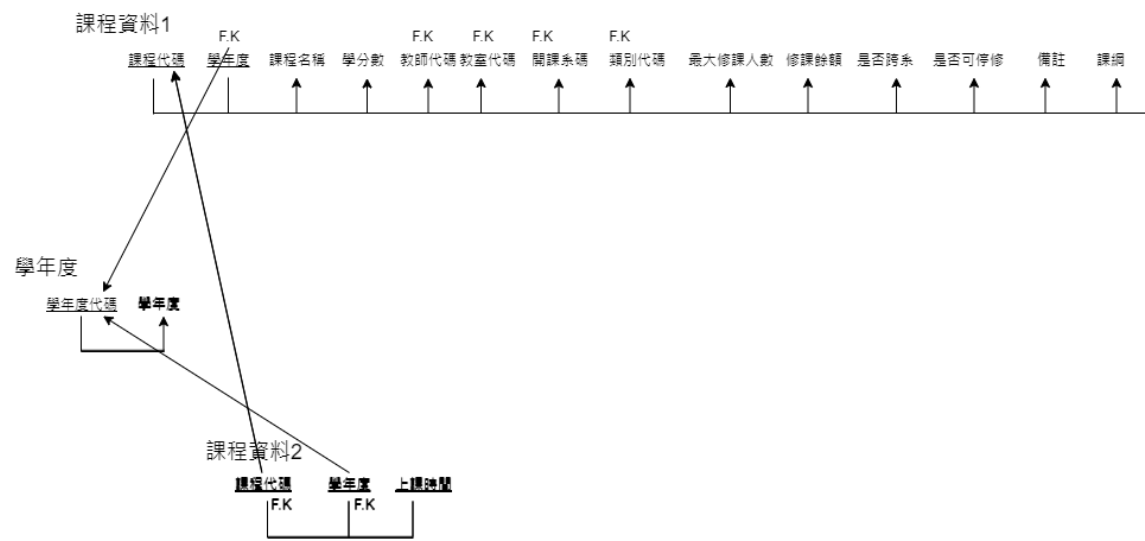 課程資料1
F.K F.K F.K F.K F.K
課程代碼 學年度 課程名稱 學分數 教師代碼 教室代碼 開課系碼 類別代碼 最大修課人數 修課餘額 是否跨系 是否可停修 備註 課綱
學年度
學年度代碼 學年度
課程資料2
課程代碼 學年度 上課時間
F.K F.K